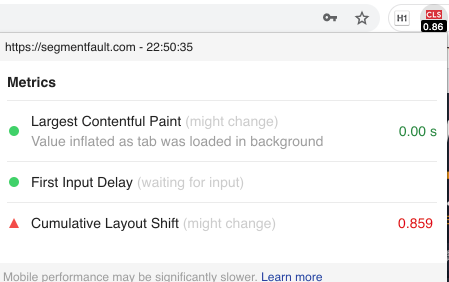 H1
CLS
0.86
https://segmentfault.com - 22:50:35
Metrics
Largest Contentful Paint (might change)
0.00 s
Value inflated as tab was loaded in background
First Input Delay (waiting for input)
Cumulative Layout Shift (might change)
0.859
Mobile performance may be significantly slower. Learn more